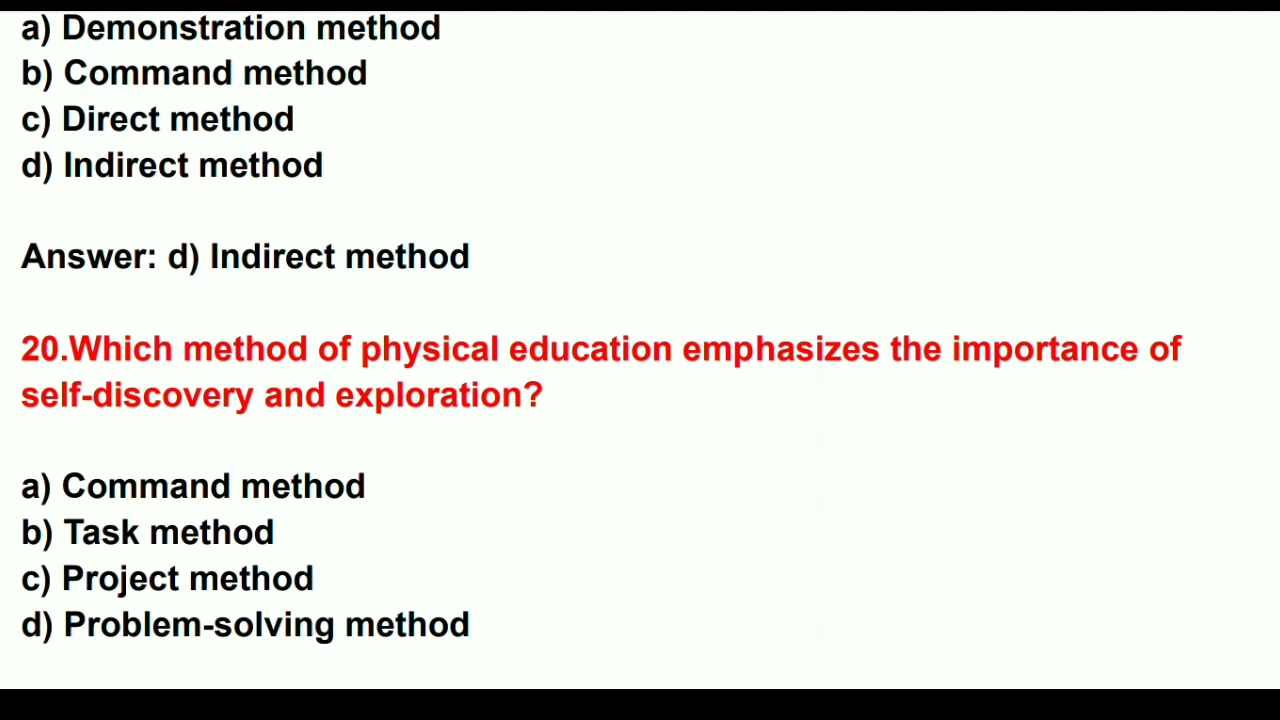 a) Demonstration method
b) Command method
c) Direct method
d) Indirect method
Answer: d) Indirect method
20.Which method of physical education emphasizes the importance of
self-discovery and exploration?
a) Command method
b) Task method
c) Project method
d) Problem-solving method